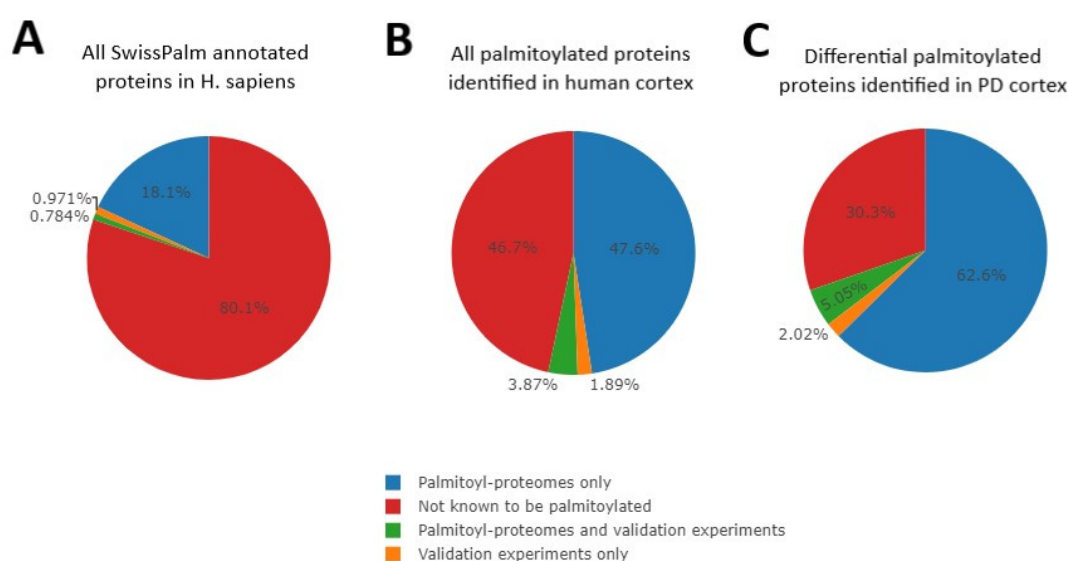 A
All SwissPalm annotated
proteins in H. sapiens
18.1%
0.971%
0.784%
80.1%
B
All palmitoylated proteins
identified in human cortex
46.7%
47.6%
3.87%
1.89%
C
Differential palmitoylated
proteins identified in PD cortex
30.3%
62.6%
5.05%
2.02%
Palmitoyl-proteomes only
Not known to be palmitoylated
Palmitoyl-proteomes and validation experiments
Validation experiments only